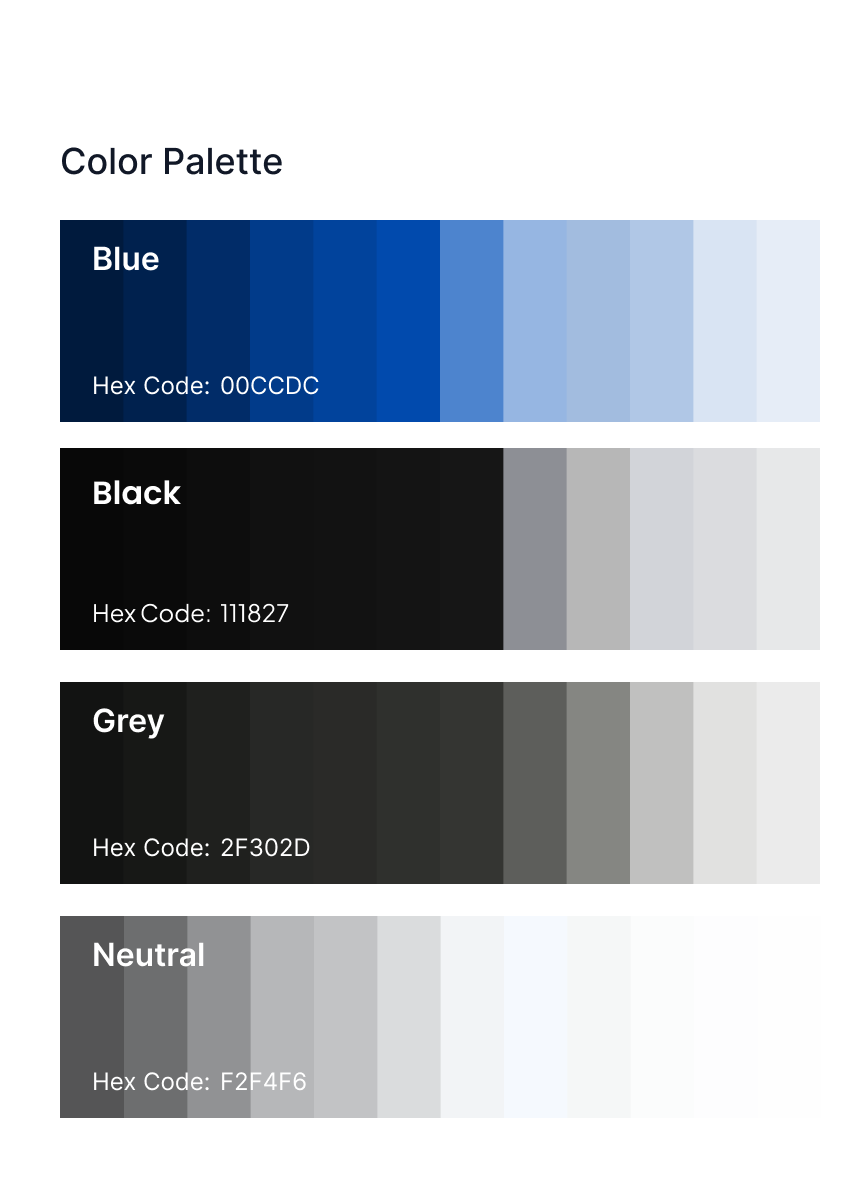 Color Palette
Blue
Hex Code: 00CCDC
Black
Hex Code: 111827
Grey
Hex Code: 2F302D
Neutral
Hex Code: F2F4F6